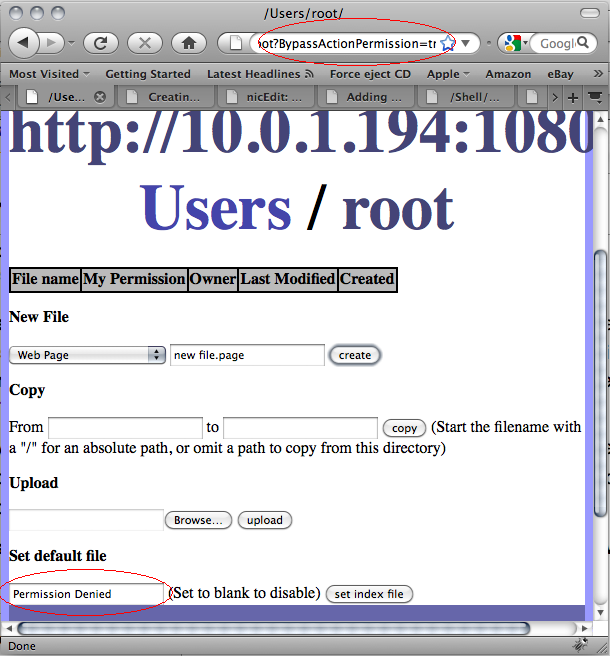 /Users/root/
oot?BypassActionPermission=tr
Googl
Most Visited Getting Started Latest Headlines Force eject CD Apple Amazon eBay »
/Use... Creatin... nicEdit: ... Adding ... /Shell/...
http://10.0.1.194:1080
Users / root
File name My Permission Owner Last Modified Created
New File
Web Page new file.page create
Copy
From to copy (Start the filename with
a "/" for an absolute path, or omit a path to copy from this directory)
Upload
Browse... upload
Set default file
Permission Denied (Set to blank to disable) set index file
Done